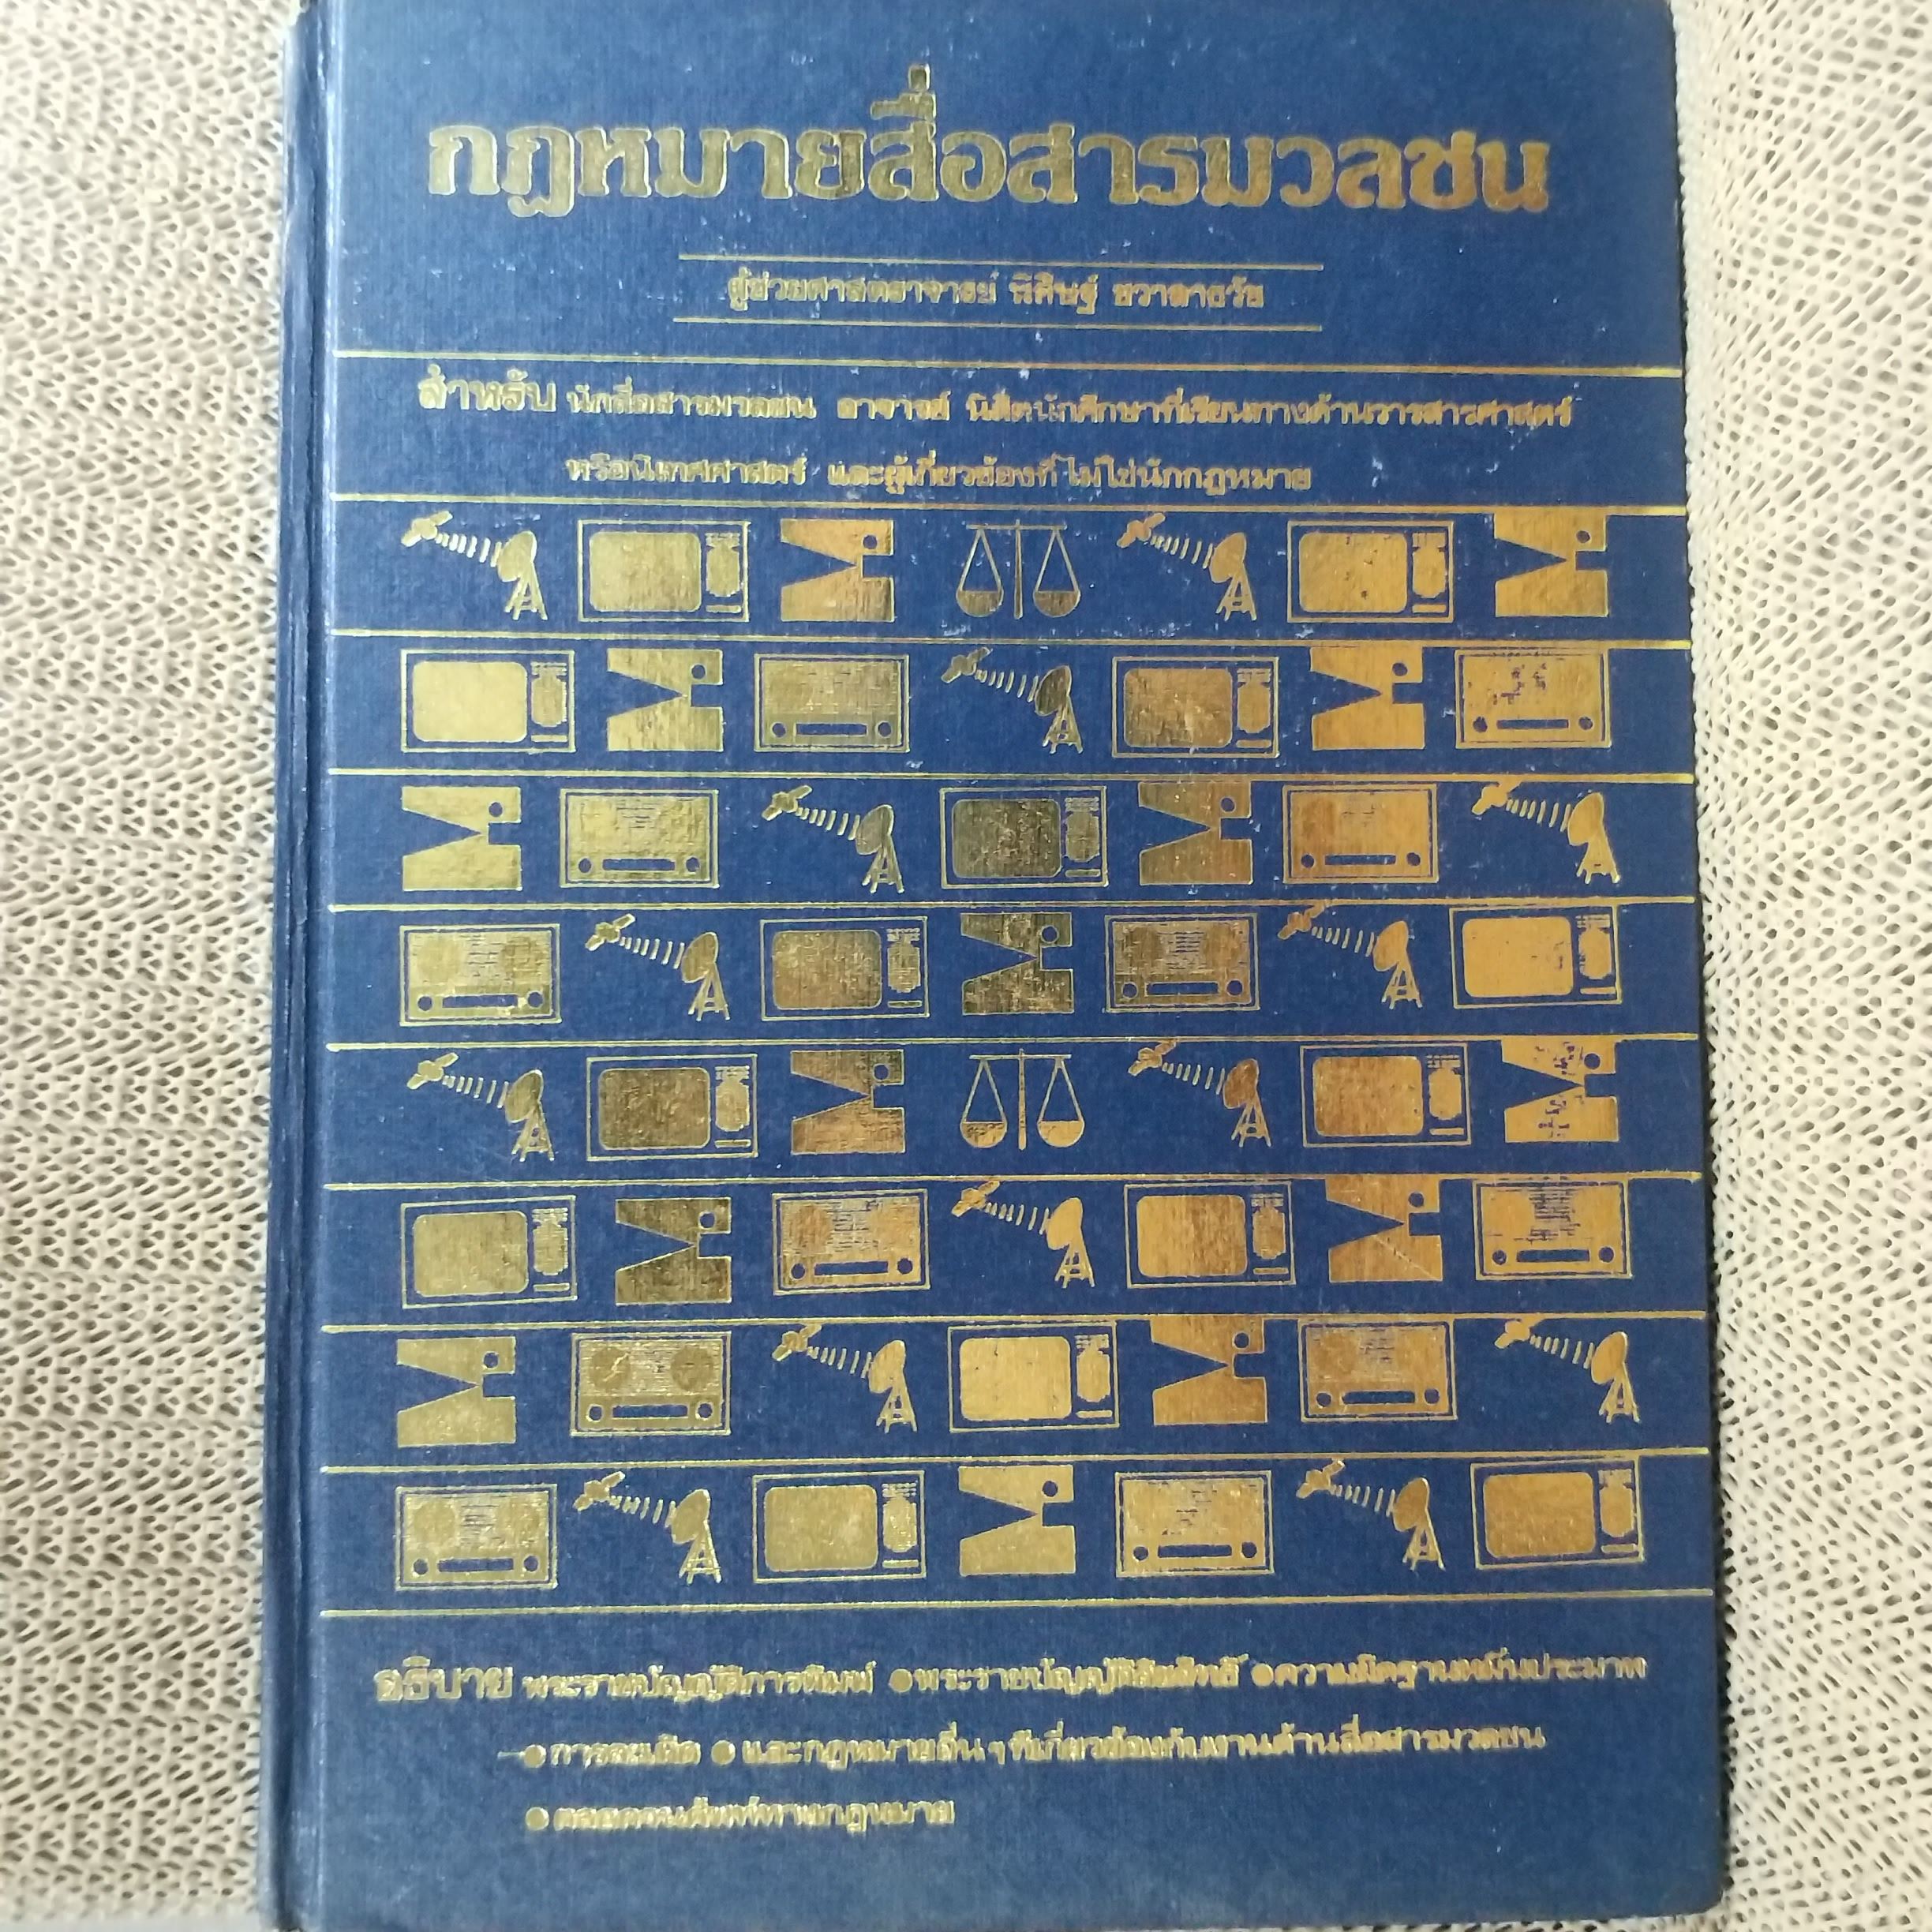 กฎหมายสื่อสารมวลชน
ผู้ช่วยศาสตราจารย์ พิศิษฐ์ ชวาลาธวัช
สำหรับ นักสื่อสารมวลชน อาจารย์ นิสิตนักศึกษาที่เรียนทางด้านวารสารศาสตร์
หรือนิเทศศาสตร์ และผู้เกี่ยวข้องที่ไม่ใช่นักกฎหมาย
อธิบาย พระราชบัญญัติการพิมพ์ ●พระราชบัญญัติลิขสิทธิ์ ●ความผิดฐานหมิ่นประมาท
●การละเมิด ●และกฎหมายอื่น ๆ ที่เกี่ยวข้องกับงานด้านสื่อสารมวลชน
●ตลอดจนศัพท์ทางกฎหมาย